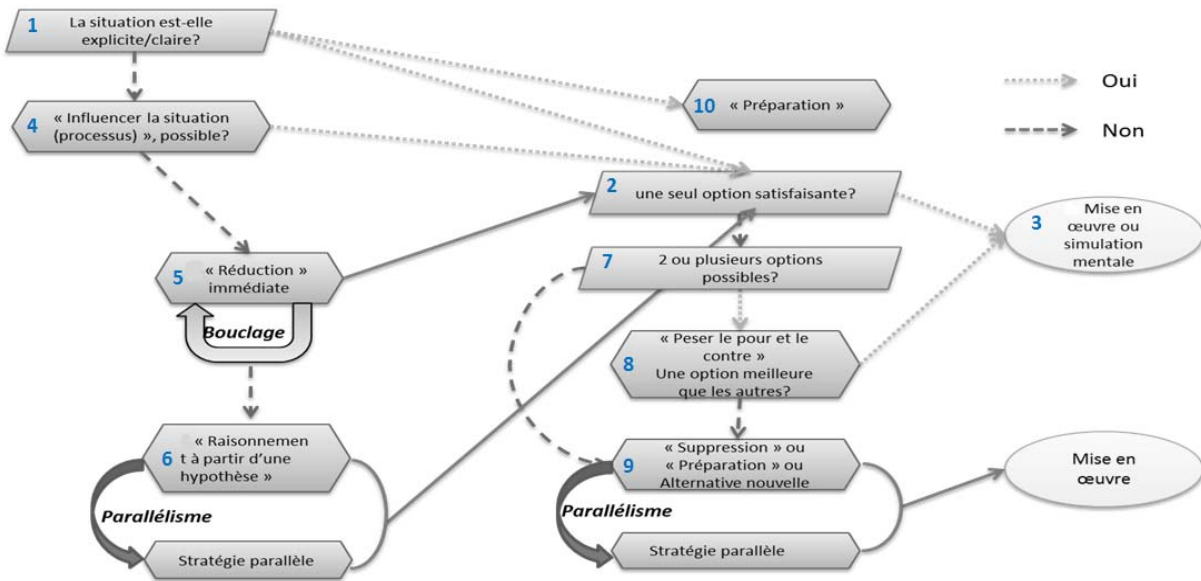 1
La situation est-elle
explicite/claire?
Oui
Non
10
« Préparation »
4
« Influencer la situation
(processus) », possible?
2
une seul option satisfaisante?
3
Mise en
œuvre ou
simulation
mentale
5
« Réduction »
immédiate
Bouclage
7
2 ou plusieurs options
possibles?
8
« Peser le pour et le
contre »
Une option meilleure
que les autres?
6
« Raisonnemen
t à partir d'une
hypothèse »
Parallélisme
Stratégie parallèle
9
« Suppression » ou
« Préparation » ou
Alternative nouvelle
Parallélisme
Stratégie parallèle
Mise en
œuvre